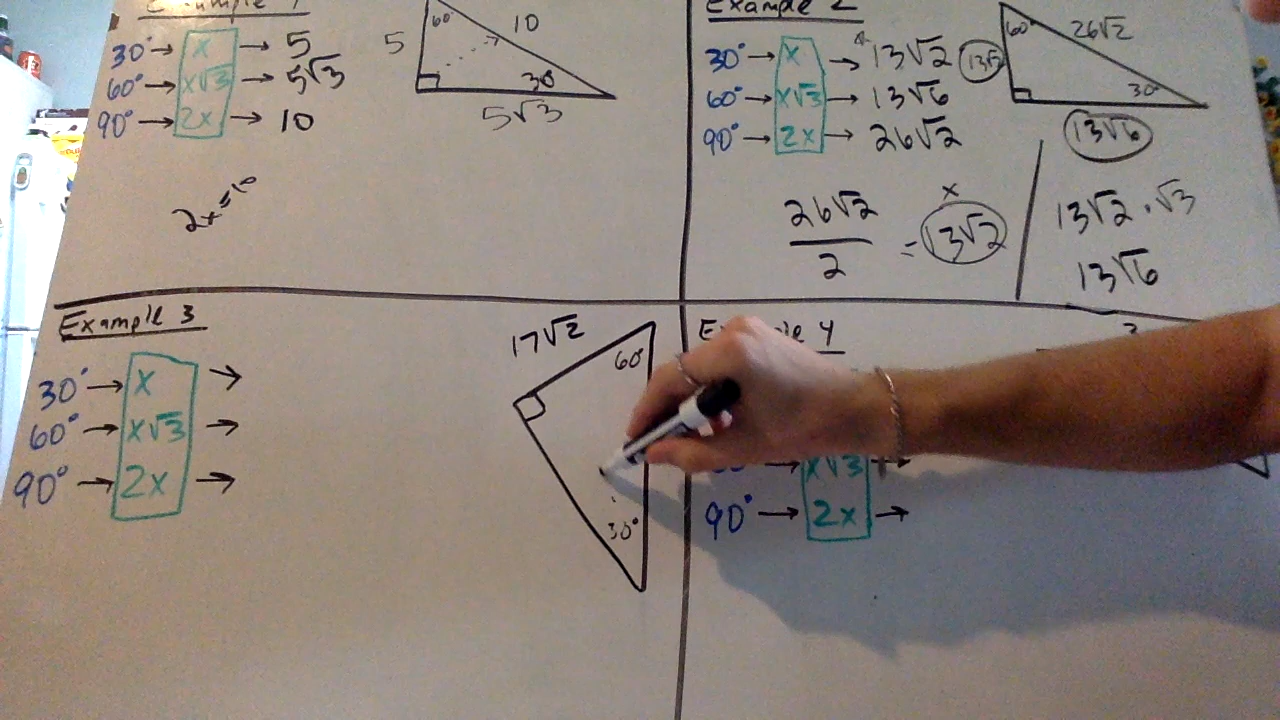 30° → x → 5
60° → x√3 → 5√3
90° → 2x → 10
2x = 10
5
60°
10
30°
5√3
Example 2
30° → x → 13√2
60° → x√3 → 13√6
90° → 2x → 26√2
13√2
60°
26√2
30°
13√6
26√2
2
= 13√2
x
13√2 · √3
13√6
Example 3
30° → x →
60° → x√3 →
90° → 2x →
17√2
60°
30°
4
x√3 →
90° → 2x →